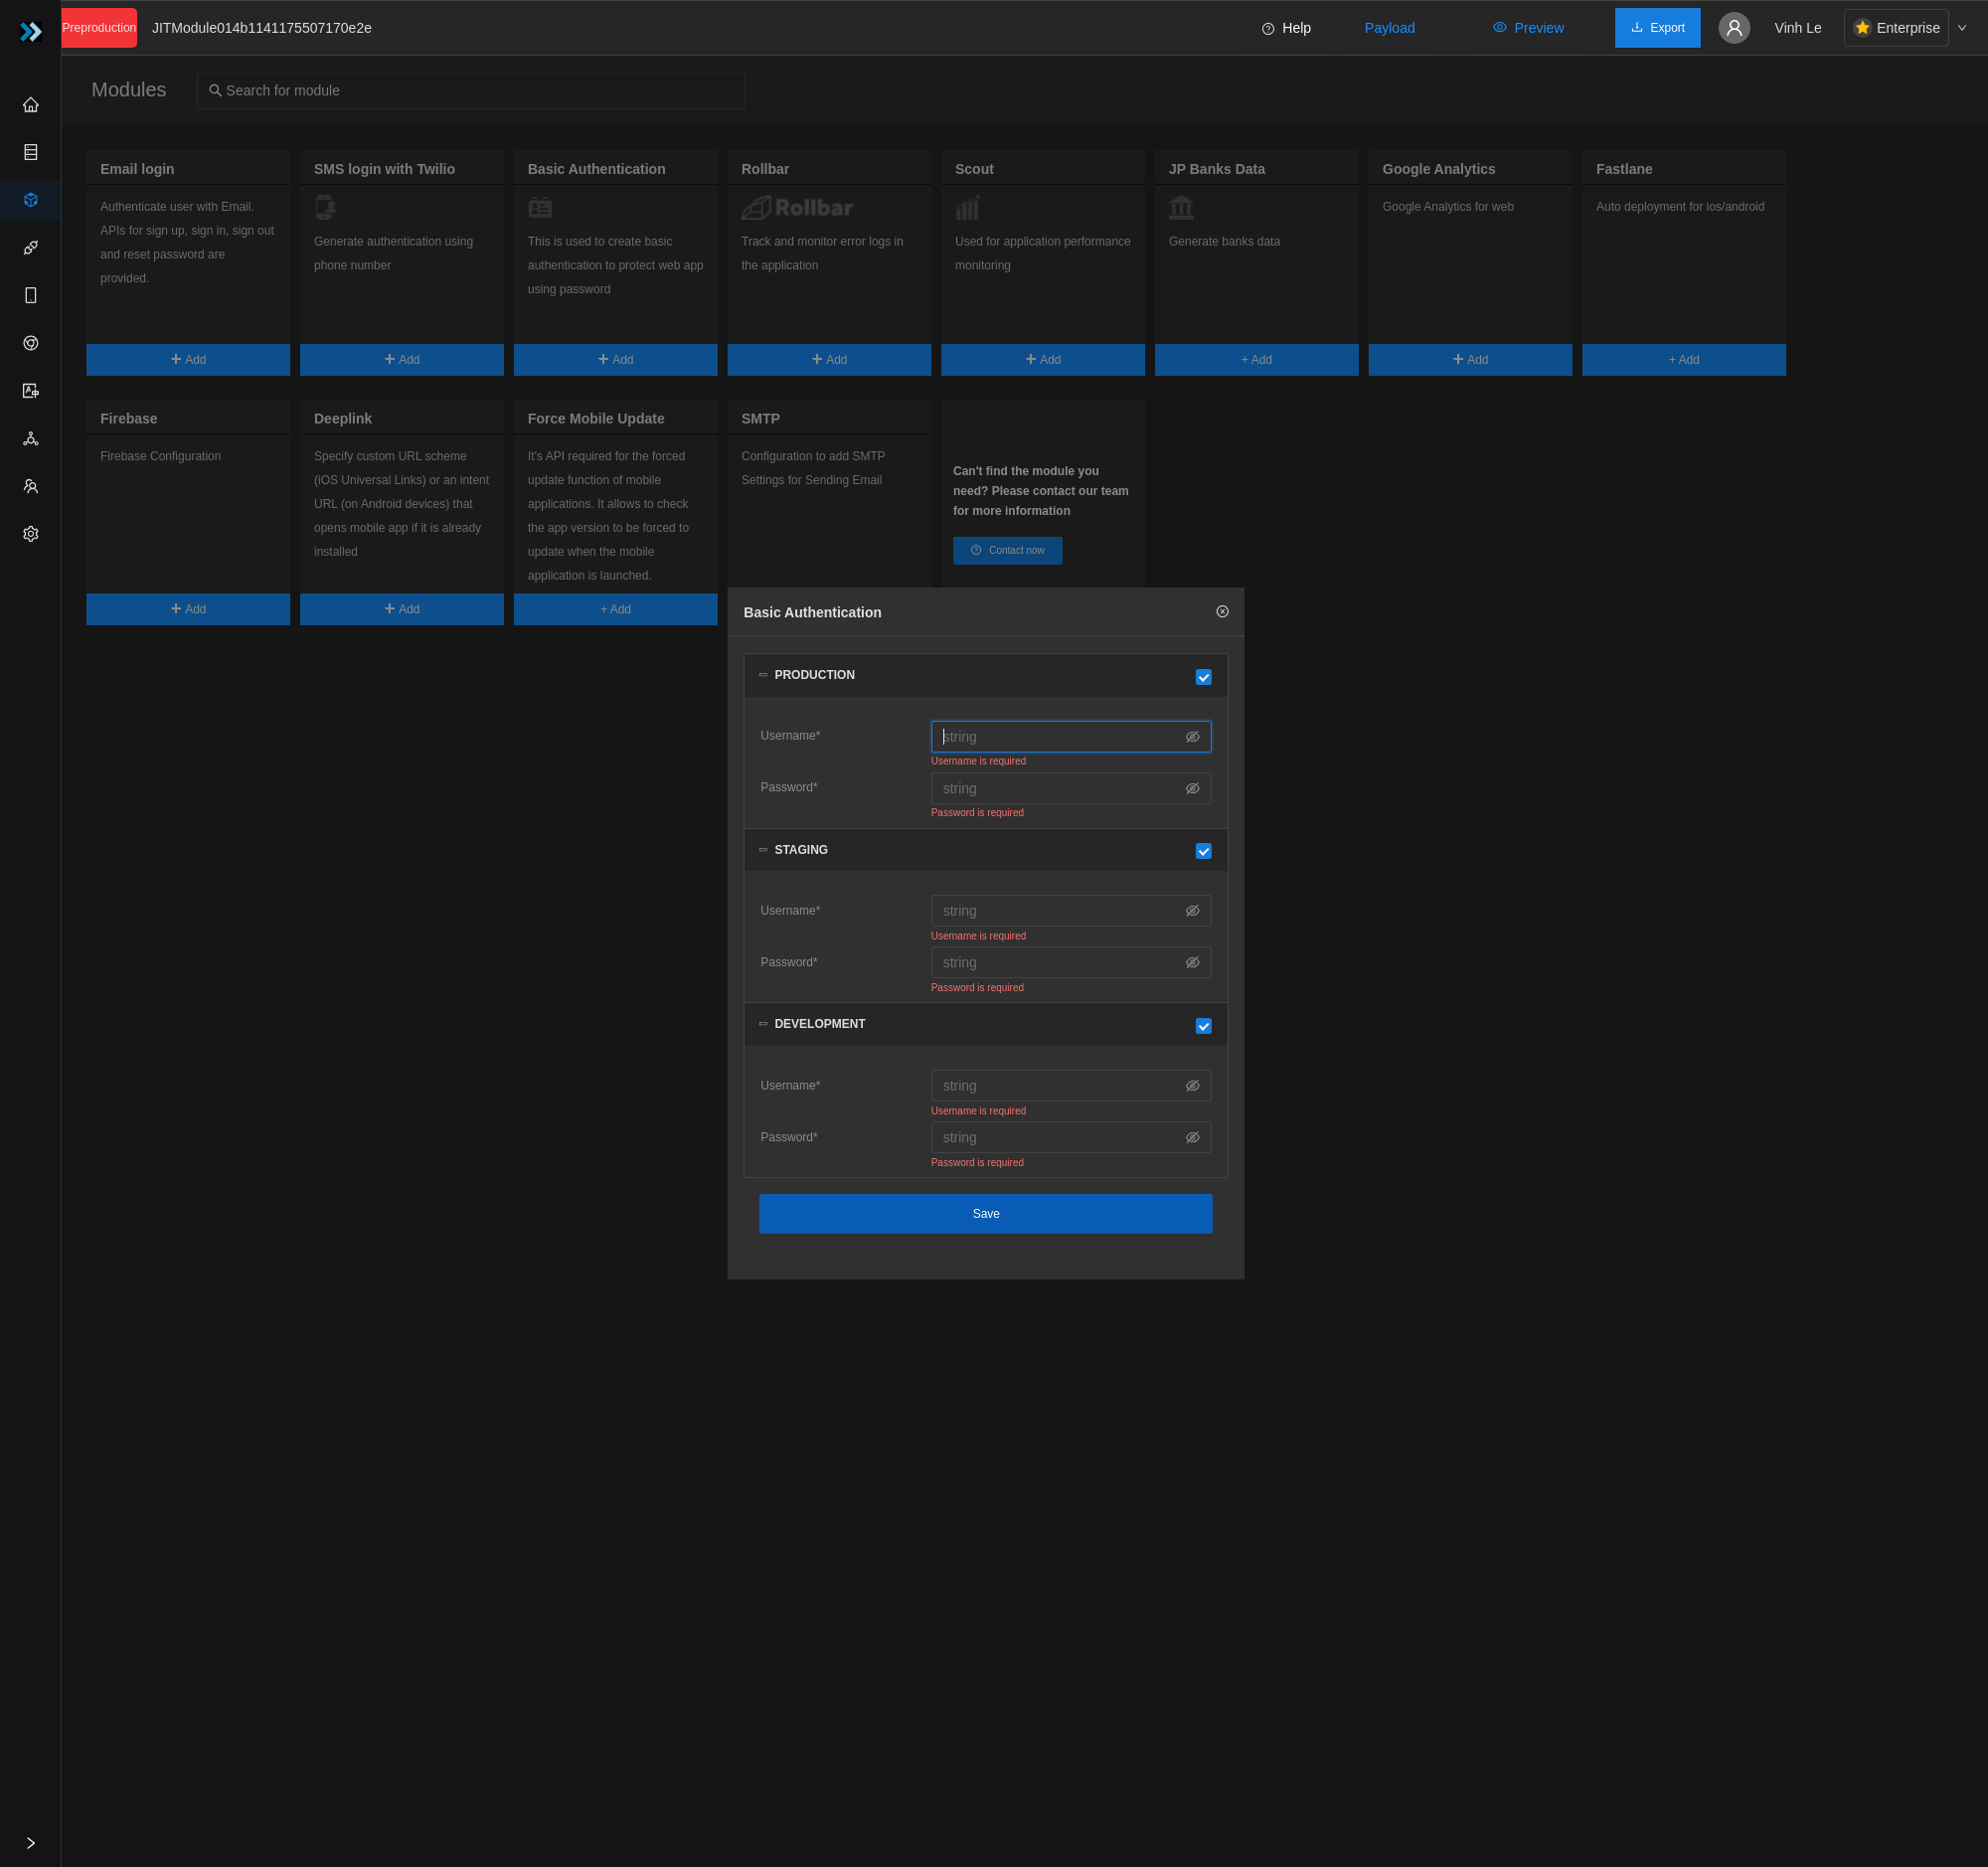 Preproduction
JITModule014b1141175507170e2e
Help
Payload
Preview
Export
Vinh Le
Enterprise
Modules
Search for module
Email login
Authenticate user with Email.
APIs for sign up, sign in, sign out
and reset password are
provided.
Add
SMS login with Twilio
Generate authentication using
phone number
Add
Basic Authentication
This is used to create basic
authentication to protect web app
using password
Add
Rollbar
Rollbar
Track and monitor error logs in
the application
Add
Scout
Used for application performance
monitoring
Add
JP Banks Data
Generate banks data
+ Add
Google Analytics
Google Analytics for web
Add
Fastlane
Auto deployment for ios/android
+ Add
Firebase
Firebase Configuration
Add
Deeplink
Specify custom URL scheme
(iOS Universal Links) or an intent
URL (on Android devices) that
opens mobile app if it is already
installed
Add
Force Mobile Update
It's API required for the forced
update function of mobile
applications. It allows to check
the app version to be forced to
update when the mobile
application is launched.
+ Add
SMTP
Configuration to add SMTP
Settings for Sending Email
Can't find the module you
need? Please contact our team
for more information
Contact now
Basic Authentication
PRODUCTION
Username*
string
Username is required
Password*
string
Password is required
STAGING
Username*
string
Username is required
Password*
string
Password is required
DEVELOPMENT
Username*
string
Username is required
Password*
string
Password is required
Save